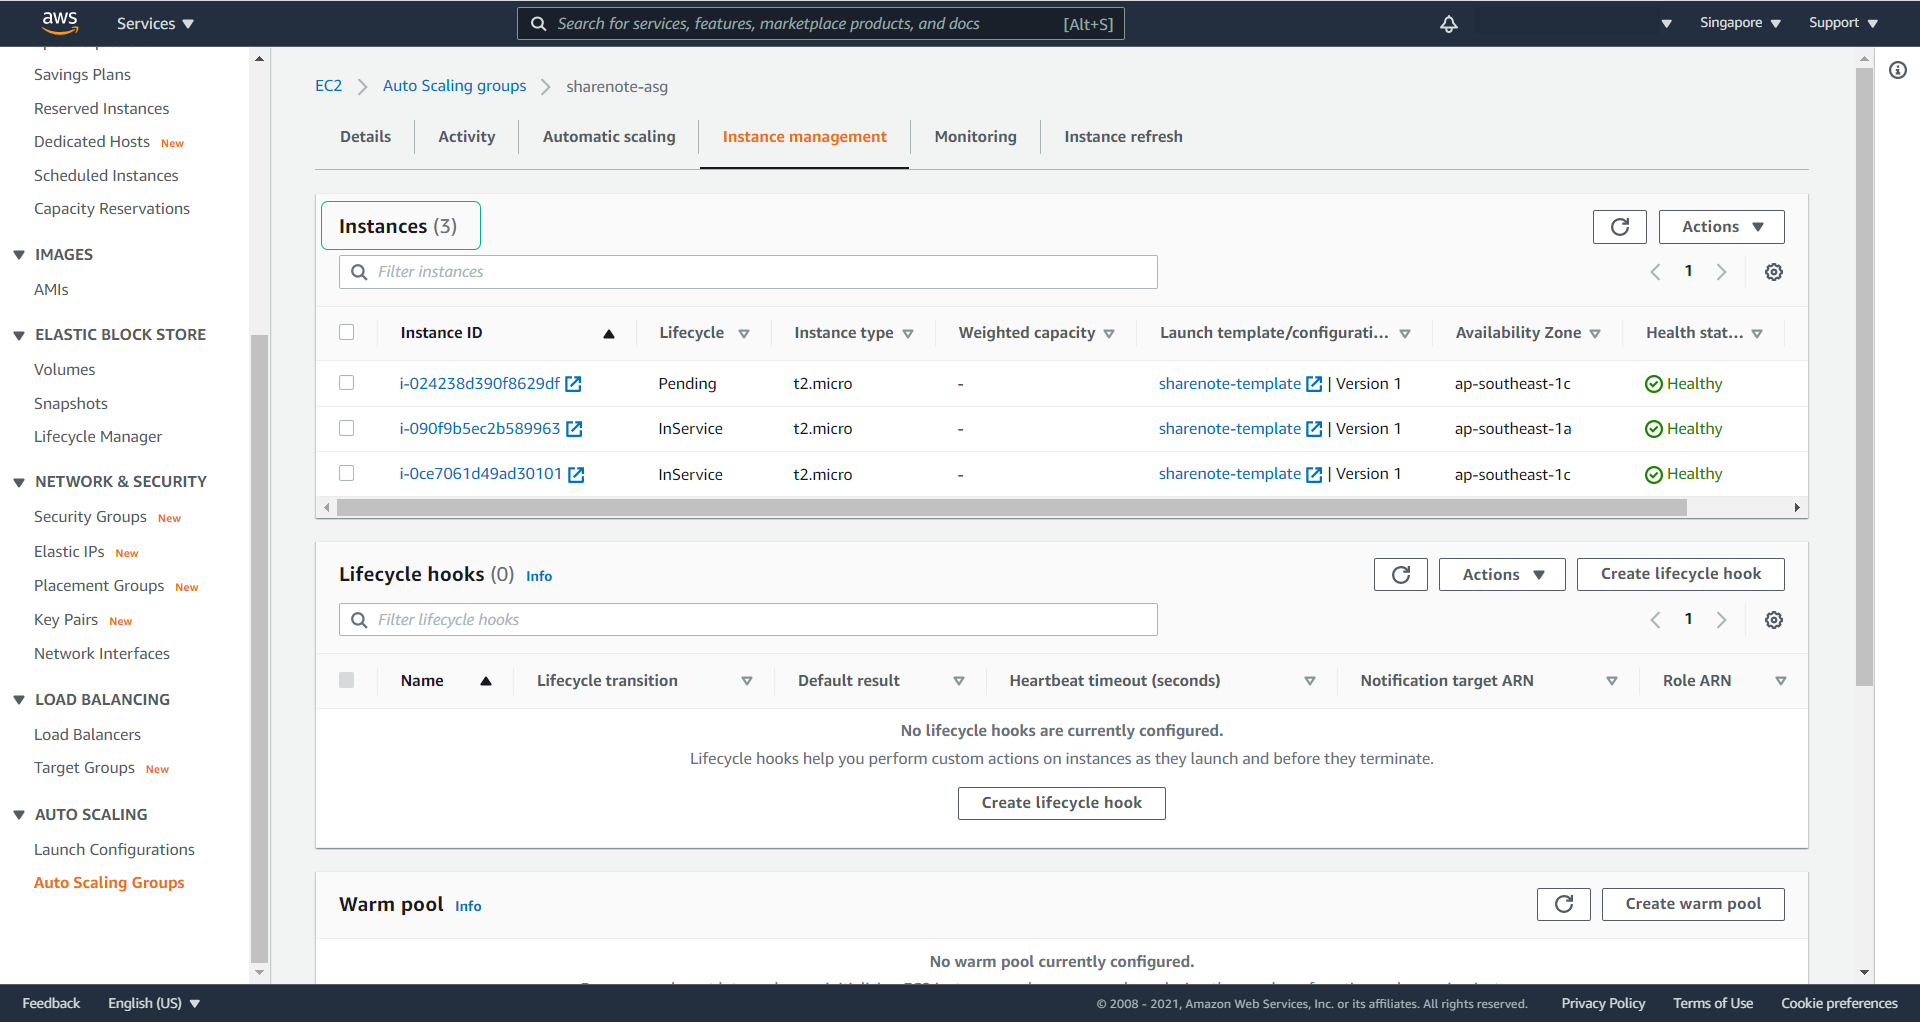 aws Services Search for services, features, marketplace products, and docs [Alt+S] Singapore Support
Savings Plans
Reserved Instances
Dedicated Hosts New
Scheduled Instances
Capacity Reservations
IMAGES
AMIs
ELASTIC BLOCK STORE
Volumes
Snapshots
Lifecycle Manager
NETWORK & SECURITY
Security Groups New
Elastic IPs New
Placement Groups New
Key Pairs New
Network Interfaces
LOAD BALANCING
Load Balancers
Target Groups New
AUTO SCALING
Launch Configurations
Auto Scaling Groups
EC2 Auto Scaling groups sharenote-asg
Details Activity Automatic scaling Instance management Monitoring Instance refresh
Instances (3) Actions
Filter instances 1
Instance ID Lifecycle Instance type Weighted capacity Launch template/configurati... Availability Zone Health stat...
i-024238d390f8629df Pending t2.micro - sharenote-template | Version 1 ap-southeast-1c Healthy
i-090f9b5ec2b589963 InService t2.micro - sharenote-template | Version 1 ap-southeast-1a Healthy
i-0ce7061d49ad30101 InService t2.micro - sharenote-template | Version 1 ap-southeast-1c Healthy
Lifecycle hooks (0) Info Actions Create lifecycle hook
Filter lifecycle hooks 1
Name Lifecycle transition Default result Heartbeat timeout (seconds) Notification target ARN Role ARN
No lifecycle hooks are currently configured.
Lifecycle hooks help you perform custom actions on instances as they launch and before they terminate.
Create lifecycle hook
Warm pool Info Create warm pool
No warm pool currently configured.
Feedback English (US) © 2008 - 2021, Amazon Web Services, Inc. or its affiliates. All rights reserved. Privacy Policy Terms of Use Cookie preferences